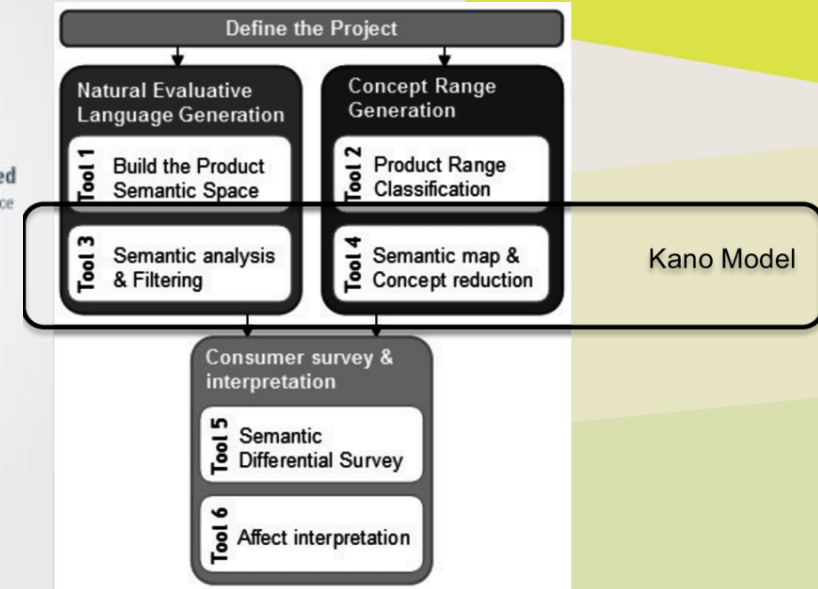 Define the Project
Natural Evaluative
Language Generation
Tool 1
Build the Product
Semantic Space
Tool 3
Semantic analysis
& Filtering
Concept Range
Generation
Tool 2
Product Range
Classification
Tool 4
Semantic map &
Concept reduction
Kano Model
Consumer survey &
interpretation
Tool 5
Semantic
Differential Survey
Tool 6
Affect interpretation